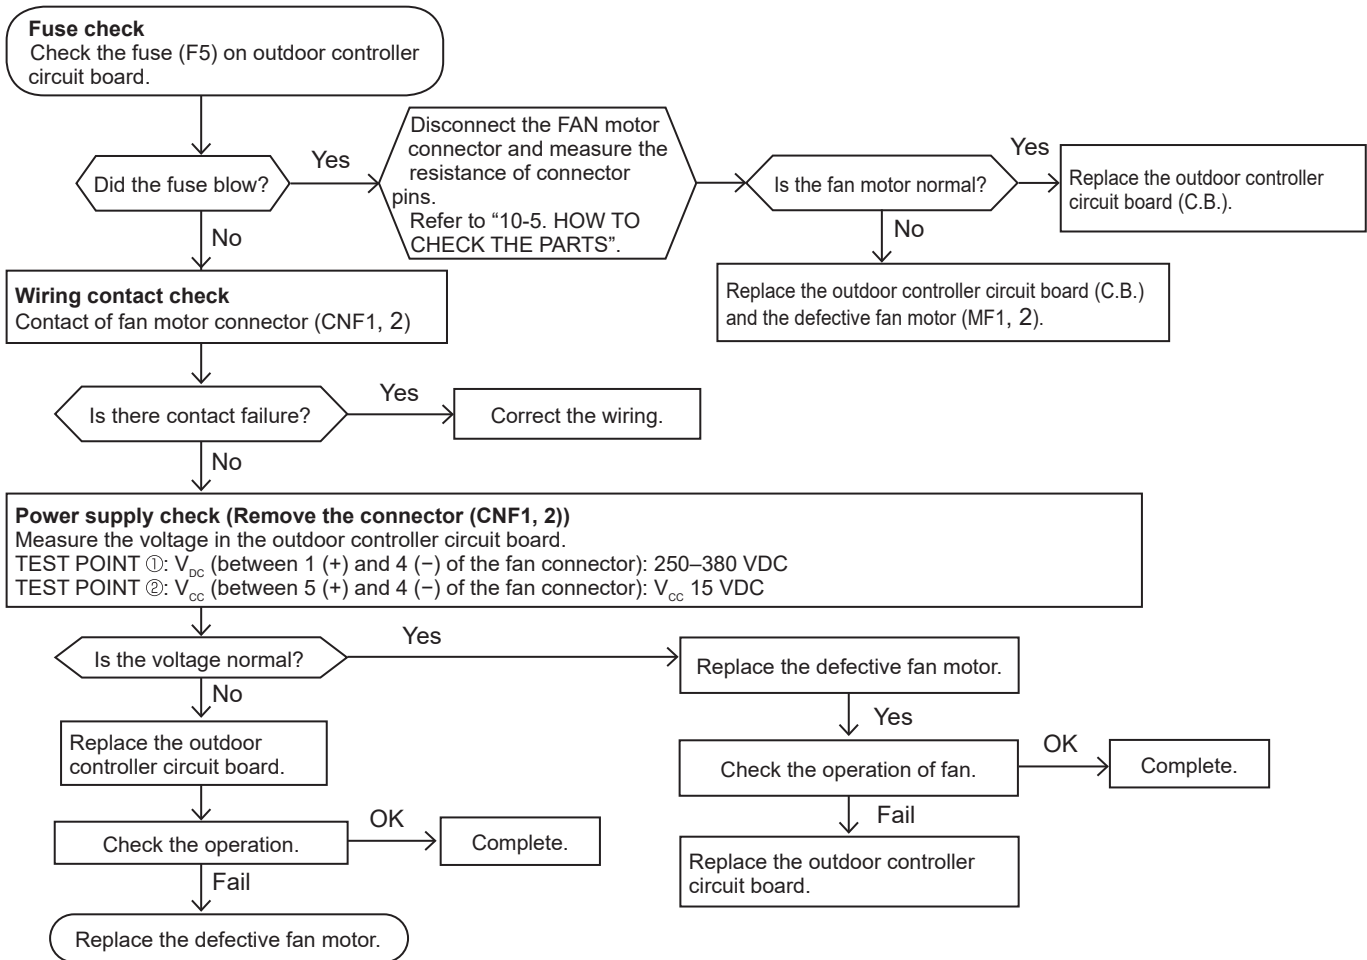 Fuse check
Check the fuse (F5) on outdoor controller
circuit board.
Did the fuse blow?
Yes
Disconnect the FAN motor
connector and measure the
resistance of connector
pins.
Refer to “10-5. HOW TO
CHECK THE PARTS”.
Is the fan motor normal?
Yes
Replace the outdoor controller
circuit board (C.B.).
No
Replace the outdoor controller circuit board (C.B.)
and the defective fan motor (MF1, 2).
No
Wiring contact check
Contact of fan motor connector (CNF1, 2)
Is there contact failure?
Yes
Correct the wiring.
No
Power supply check (Remove the connector (CNF1, 2))
Measure the voltage in the outdoor controller circuit board.
TEST POINT ①: VDC (between 1 (+) and 4 (−) of the fan connector): 250–380 VDC
TEST POINT ②: VCC (between 5 (+) and 4 (−) of the fan connector): VCC 15 VDC
Is the voltage normal?
Yes
Replace the defective fan motor.
Yes
Check the operation of fan.
OK
Complete.
Fail
Replace the outdoor controller
circuit board.
No
Replace the outdoor
controller circuit board.
Check the operation.
OK
Complete.
Fail
Replace the defective fan motor.